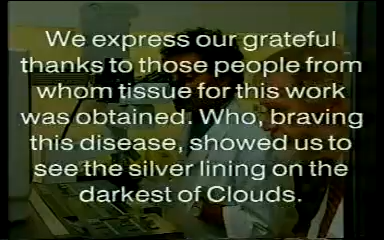 We express our grateful
thanks to those people from
whom tissue for this work
was obtained. Who, braving
this disease, showed us to
see the silver lining on the
darkest of Clouds.